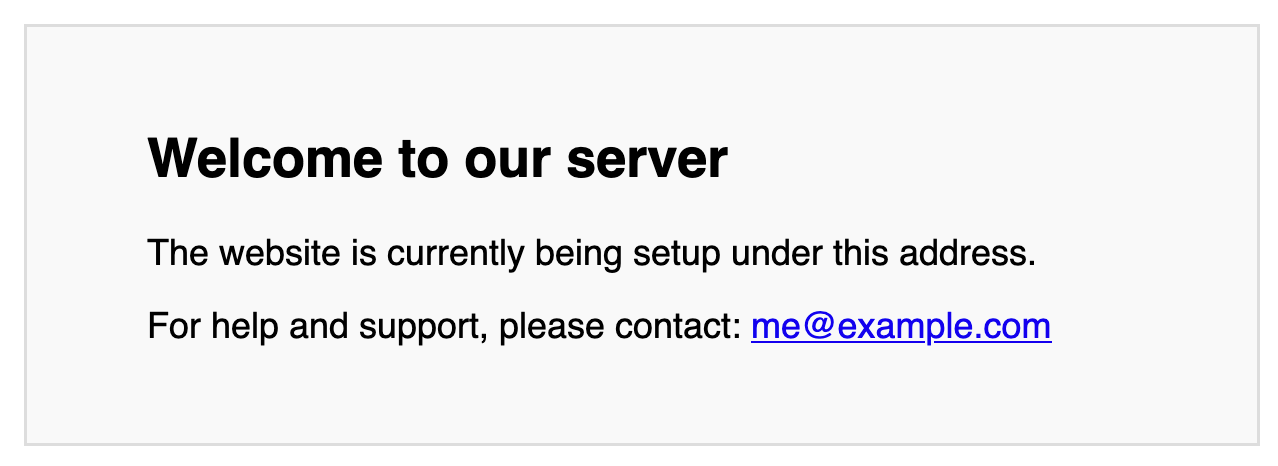 Welcome to our server
The website is currently being setup under this address.
For help and support, please contact: me@example.com